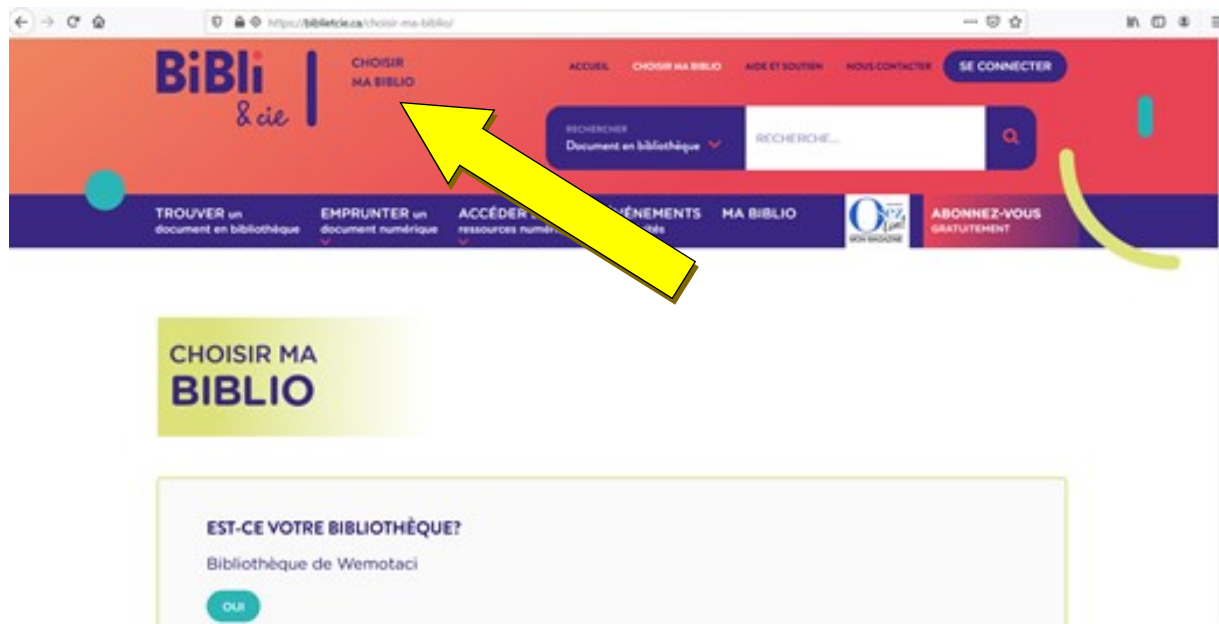 https://biblietcie.ca/choisir-ma-biblio/
BiBli
& cie
CHOISIR
MA BIBLIO
ACCUEIL CHOISIR MA BIBLIO AIDE ET SOUTIEN NOUS CONTACTER SE CONNECTER
RECHERCHER
Document en bibliothèque
RECHERCHE...
TROUVER un
document en bibliothèque
EMPRUNTER un
document numérique
ACCÉDER
ressources
MA BIBLIO
MON MAGAZINE
ABONNEZ-VOUS
GRATUITEMENT
CHOISIR MA
BIBLIO
EST-CE VOTRE BIBLIOTHÈQUE?
Bibliothèque de Wemotaci
OUI